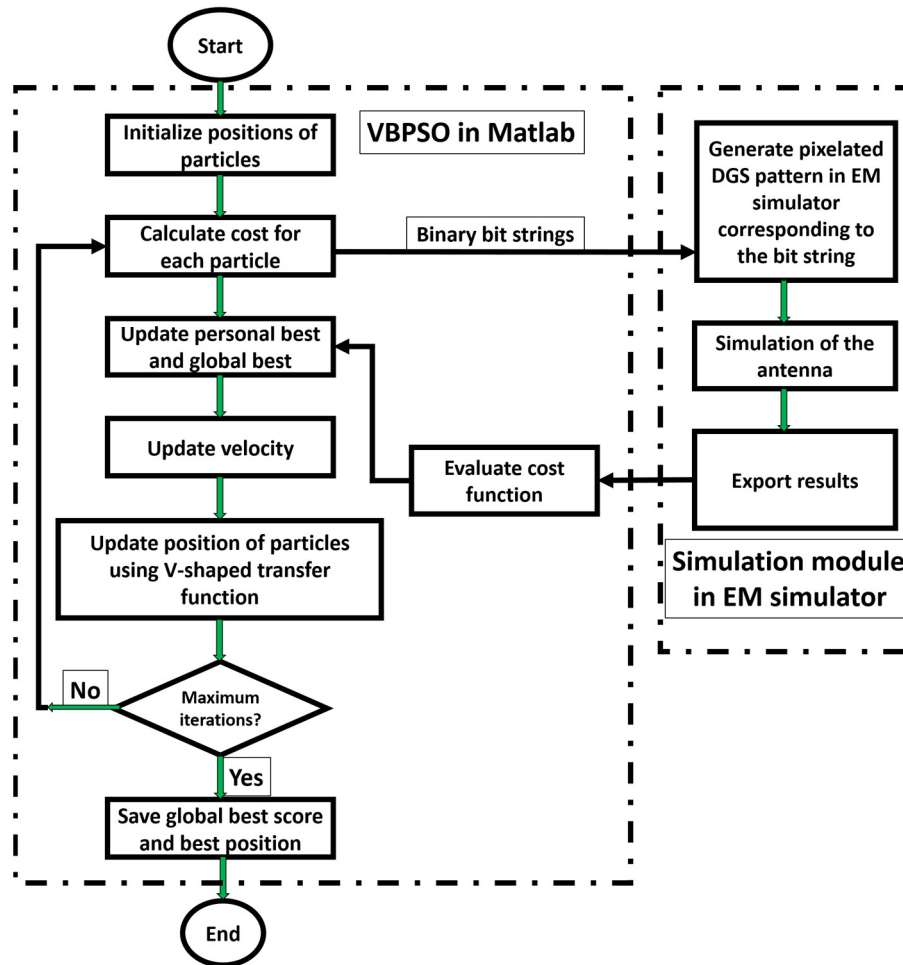 Start
VBPSO in Matlab
Initialize positions of
particles
Calculate cost for
each particle
Binary bit strings
Generate pixelated
DGS pattern in EM
simulator
corresponding to
the bit string
Update personal best
and global best
Simulation of the
antenna
Update velocity
Evaluate cost
function
Export results
Update position of particles
using V-shaped transfer
function
Simulation module
in EM simulator
No
Maximum
iterations?
Yes
Save global best score
and best position
End